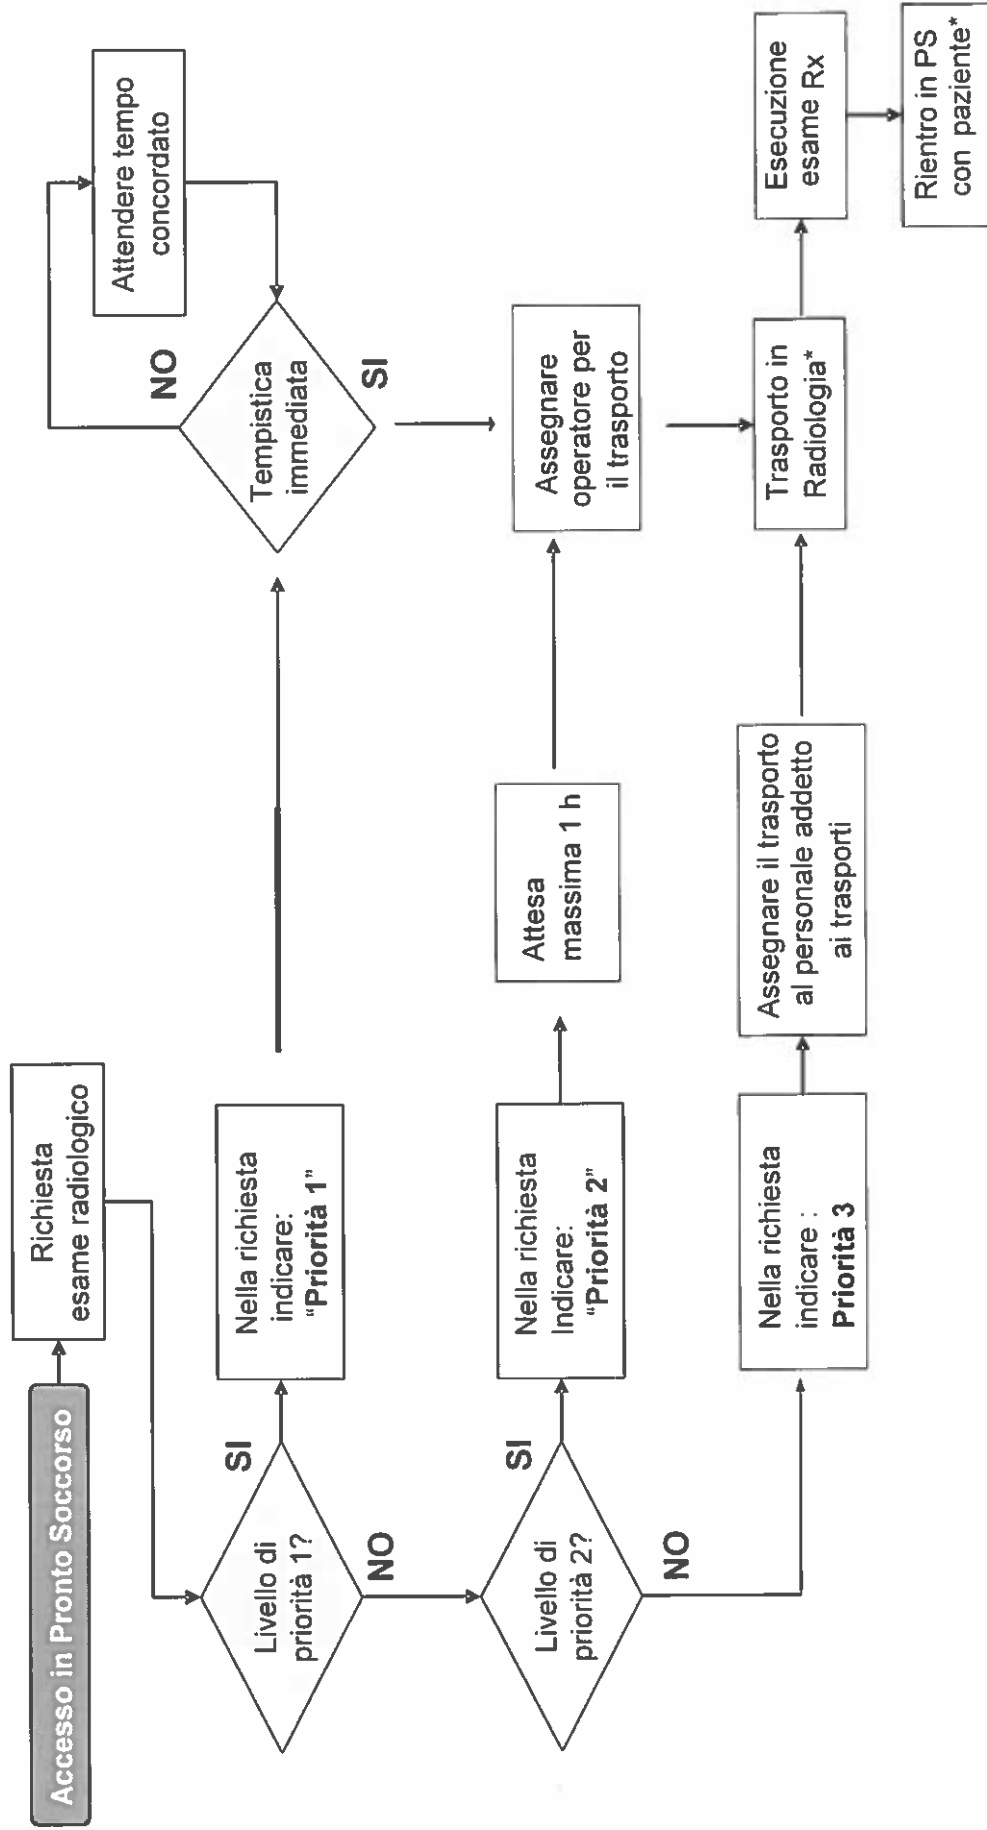 Accesso in Pronto Soccorso
Richiesta
esame radiologico
Livello di
priorità 1?
SI
NO
Nella richiesta
indicare:
“Priorità 1”
Tempistica
immediata
NO
SI
Attendere tempo
concordato
Livello di
priorità 2?
SI
NO
Nella richiesta
Indicare:
“Priorità 2”
Attesa
massima 1 h
Assegnare
operatore per
il trasporto
Nella richiesta
indicare :
Priorità 3
Assegnare il trasporto
al personale addetto
ai trasporti
Trasporto in
Radiologia*
Esecuzione
esame Rx
Rientro in PS
con paziente*